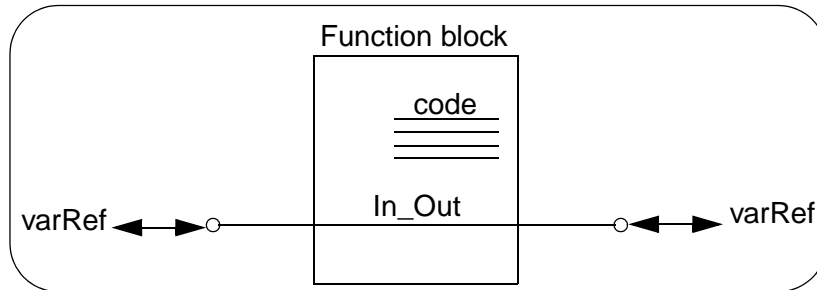 Function block
code
In_Out
varRef
varRef